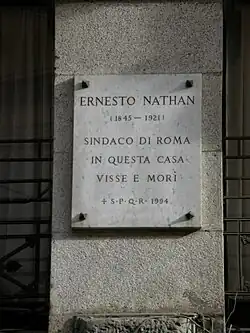 ERNESTO NATHAN
(1845 — 1921)
SINDACO DI ROMA
IN QUESTA CASA
VISSE E MORÌ
+ S·P·Q·R· 1994